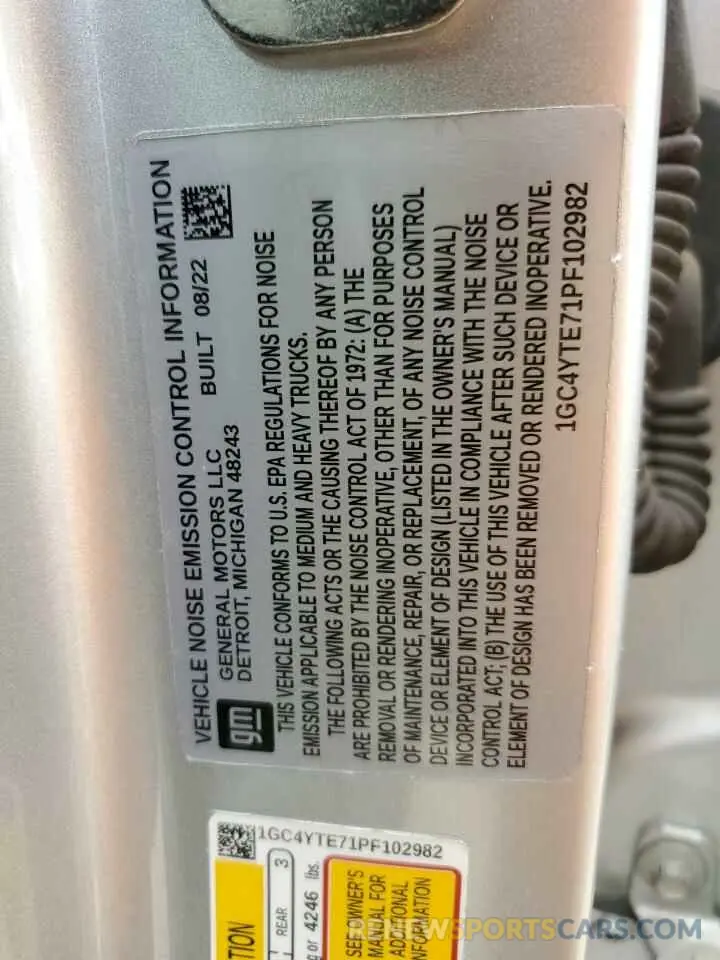 VEHICLE NOISE EMISSION CONTROL INFORMATION
gm
GENERAL MOTORS LLC BUILT 08/22
DETROIT, MICHIGAN 48243
THIS VEHICLE CONFORMS TO U.S. EPA REGULATIONS FOR NOISE
EMISSION APPLICABLE TO MEDIUM AND HEAVY TRUCKS.
THE FOLLOWING ACTS OR THE CAUSING THEREOF BY ANY PERSON
ARE PROHIBITED BY THE NOISE CONTROL ACT OF 1972: (A) THE
REMOVAL OR RENDERING INOPERATIVE, OTHER THAN FOR PURPOSES
OF MAINTENANCE, REPAIR, OR REPLACEMENT, OF ANY NOISE CONTROL
DEVICE OR ELEMENT OF DESIGN (LISTED IN THE OWNER'S MANUAL)
INCORPORATED INTO THIS VEHICLE IN COMPLIANCE WITH THE NOISE
CONTROL ACT; (B) THE USE OF THIS VEHICLE AFTER SUCH DEVICE OR
ELEMENT OF DESIGN HAS BEEN REMOVED OR RENDERED INOPERATIVE.
1GC4YTE71PF102982
1GC4YTE71PF102982
TION
REAR 3
g or 4246 lbs.
SEE OWNER'S
MANUAL FOR
ADDITIONAL
INFORMATION
RENEWSPORTSCARS.COM